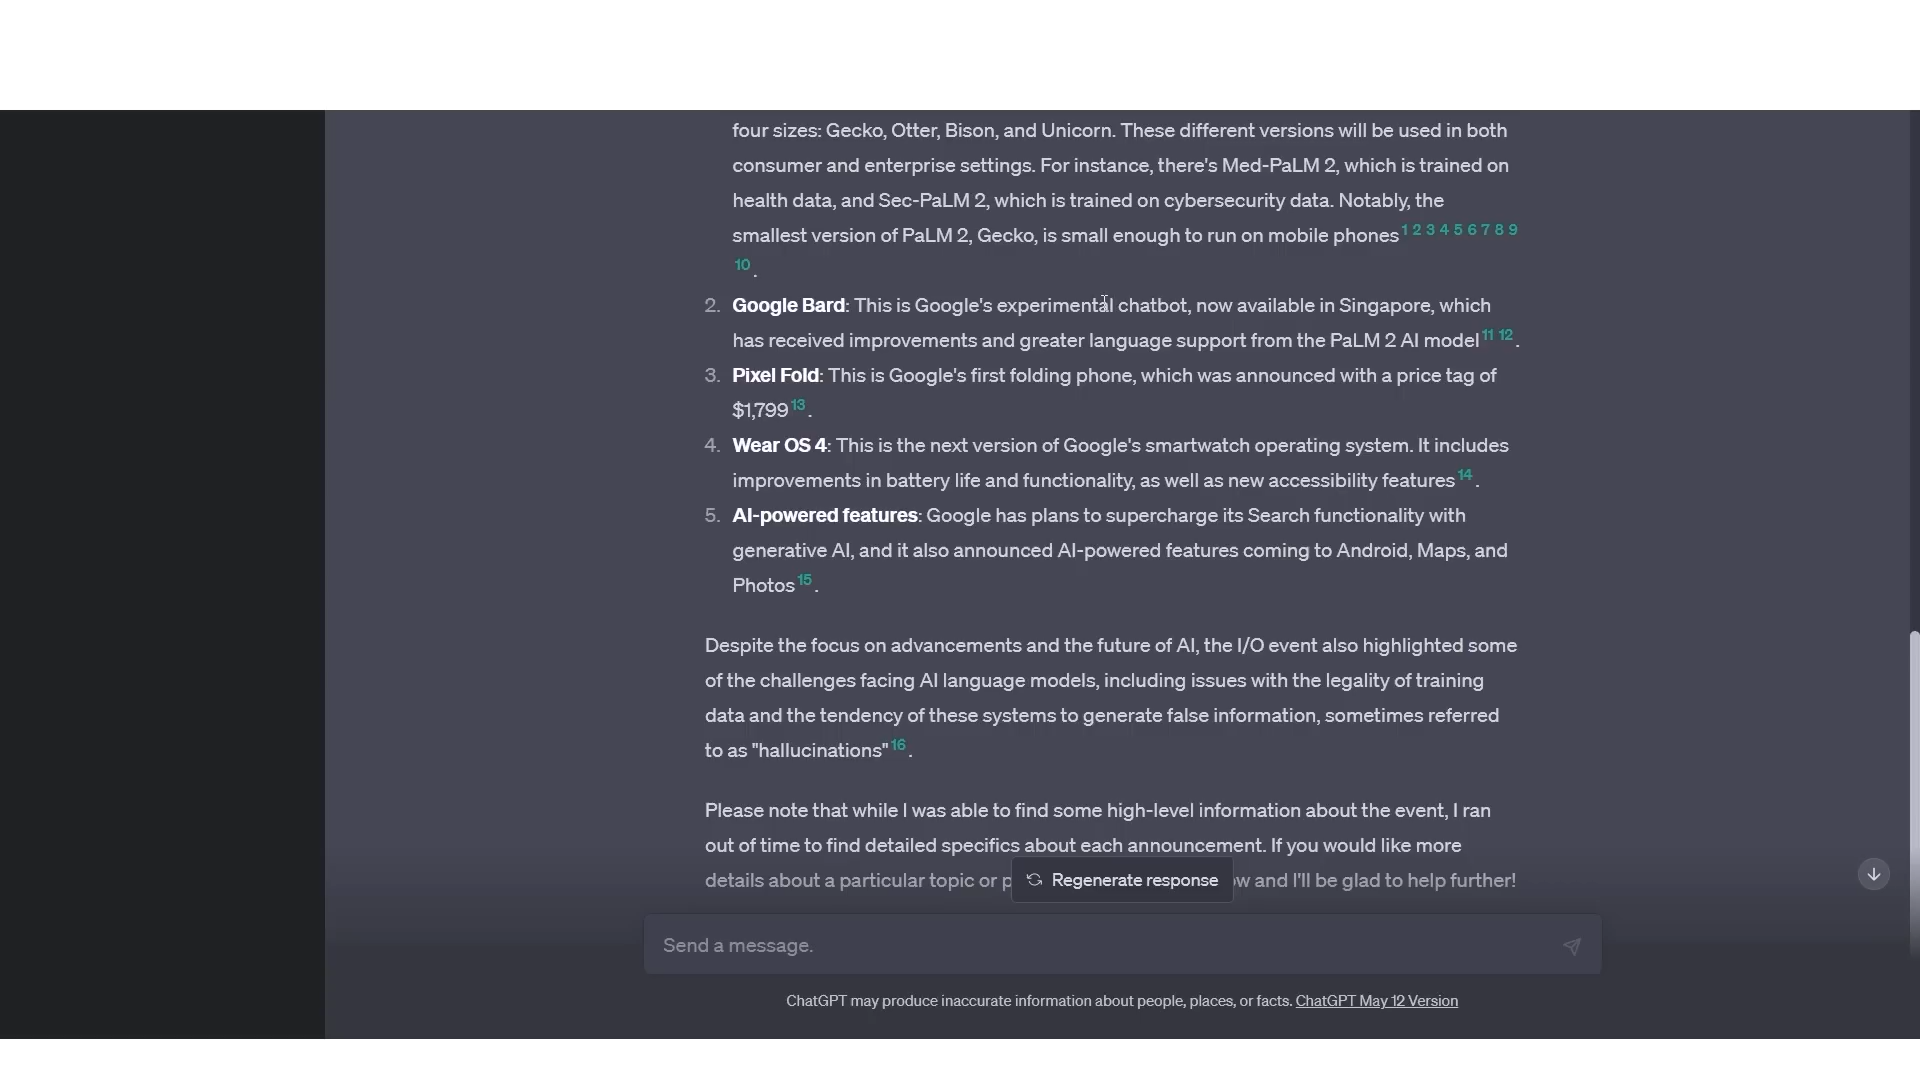 four sizes: Gecko, Otter, Bison, and Unicorn. These different versions will be used in both
consumer and enterprise settings. For instance, there's Med-PaLM 2, which is trained on
health data, and Sec-PaLM 2, which is trained on cybersecurity data. Notably, the
smallest version of PaLM 2, Gecko, is small enough to run on mobile phones 1 2 3 4 5 6 7 8 9
10 .
2. Google Bard: This is Google's experimental chatbot, now available in Singapore, which
has received improvements and greater language support from the PaLM 2 AI model 11 12 .
3. Pixel Fold: This is Google's first folding phone, which was announced with a price tag of
$1,799 13 .
4. Wear OS 4: This is the next version of Google's smartwatch operating system. It includes
improvements in battery life and functionality, as well as new accessibility features 14 .
5. AI-powered features: Google has plans to supercharge its Search functionality with
generative AI, and it also announced AI-powered features coming to Android, Maps, and
Photos 15 .
Despite the focus on advancements and the future of AI, the I/O event also highlighted some
of the challenges facing AI language models, including issues with the legality of training
data and the tendency of these systems to generate false information, sometimes referred
to as "hallucinations" 16 .
Please note that while I was able to find some high-level information about the event, I ran
out of time to find detailed specifics about each announcement. If you would like more
details about a particular topic or p w and I'll be glad to help further!
Regenerate response
Send a message.
ChatGPT may produce inaccurate information about people, places, or facts. ChatGPT May 12 Version